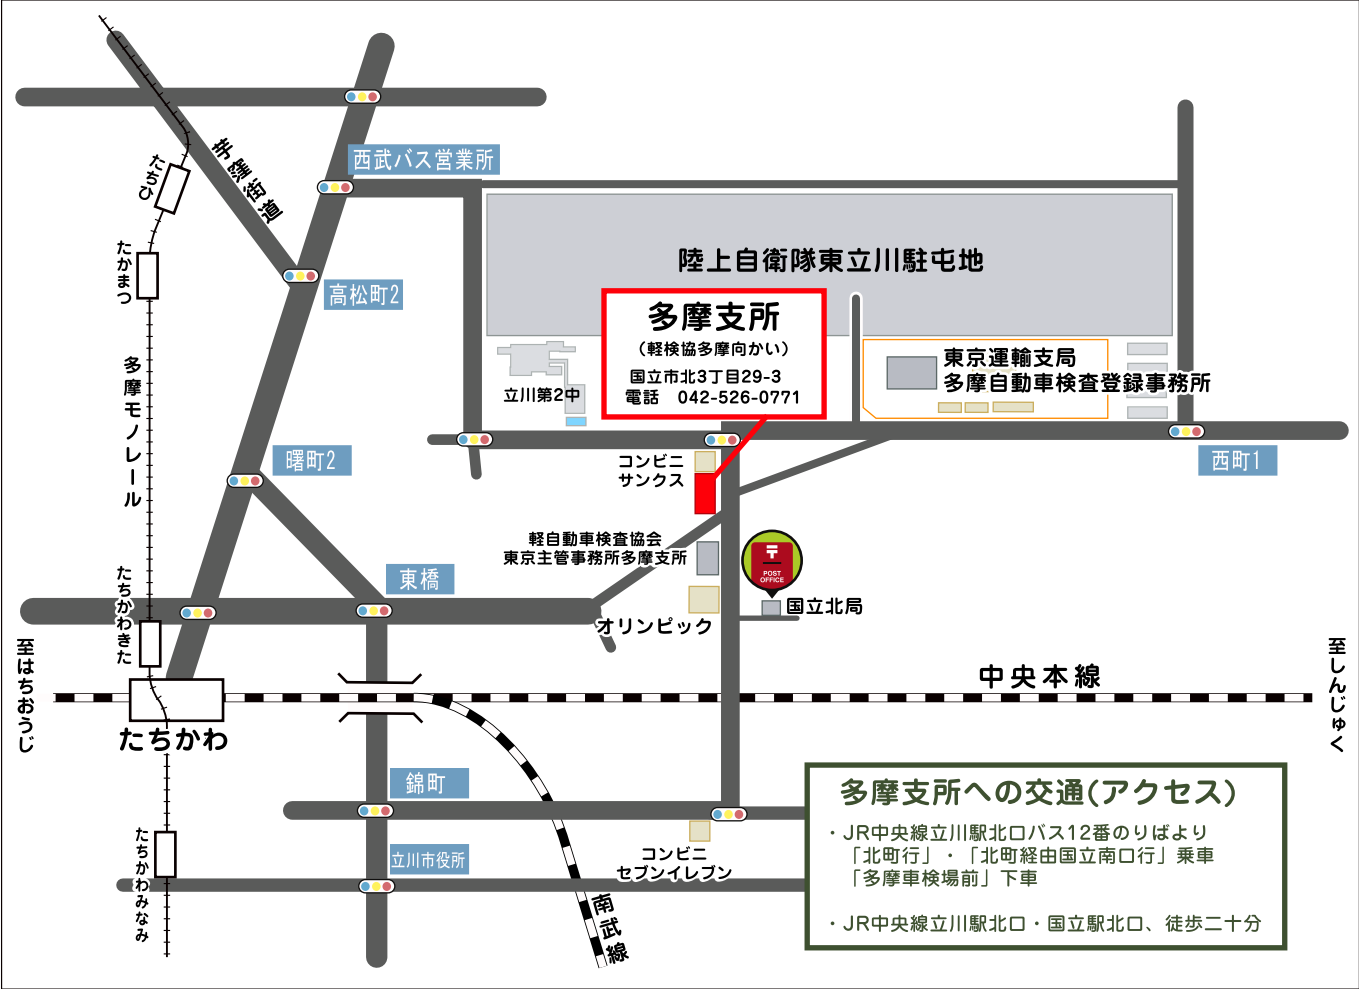 西武バス営業所
芋窪街道
たちひ
たかまつ
高松町2
陸上自衛隊東立川駐屯地
多摩支所
（軽検協多摩向かい）
国立市北3丁目29-3
電話　042-526-0771
東京運輸支局
多摩自動車検査登録事務所
立川第2中
多摩モノレール
曙町2
コンビニ
サンクス
西町1
軽自動車検査協会
東京主管事務所多摩支所
POST
OFFICE
国立北局
東橋
オリンピック
たちかわきた
至はちおうじ
中央本線
至しんじゅく
たちかわ
錦町
コンビニ
セブンイレブン
立川市役所
たちかわみなみ
南武線
多摩支所への交通(アクセス)
・JR中央線立川駅北口バス12番のりばより
「北町行」・「北町経由国立南口行」乗車
「多摩車検場前」下車
・JR中央線立川駅北口・国立駅北口、徒歩二十分